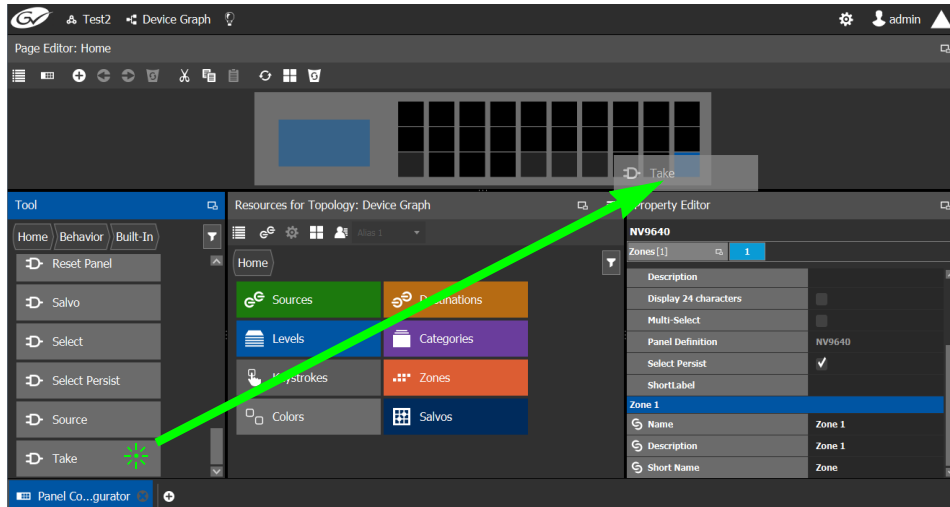 GV Test2 Device Graph admin
Page Editor: Home
Take
Tool Resources for Topology: Device Graph Property Editor
Home Behavior Built-In Alias 1 NV9640
Zones[1] 1
Reset Panel Home Description
Salvo Sources Destinations Display 24 characters
Multi-Select
Select Levels Categories Panel Definition NV9640
Select Persist Keystrokes Zones Select Persist
ShortLabel
Source Colors Salvos Zone 1
Name Zone 1
Take Description Zone 1
Short Name Zone
Panel Co...gurator